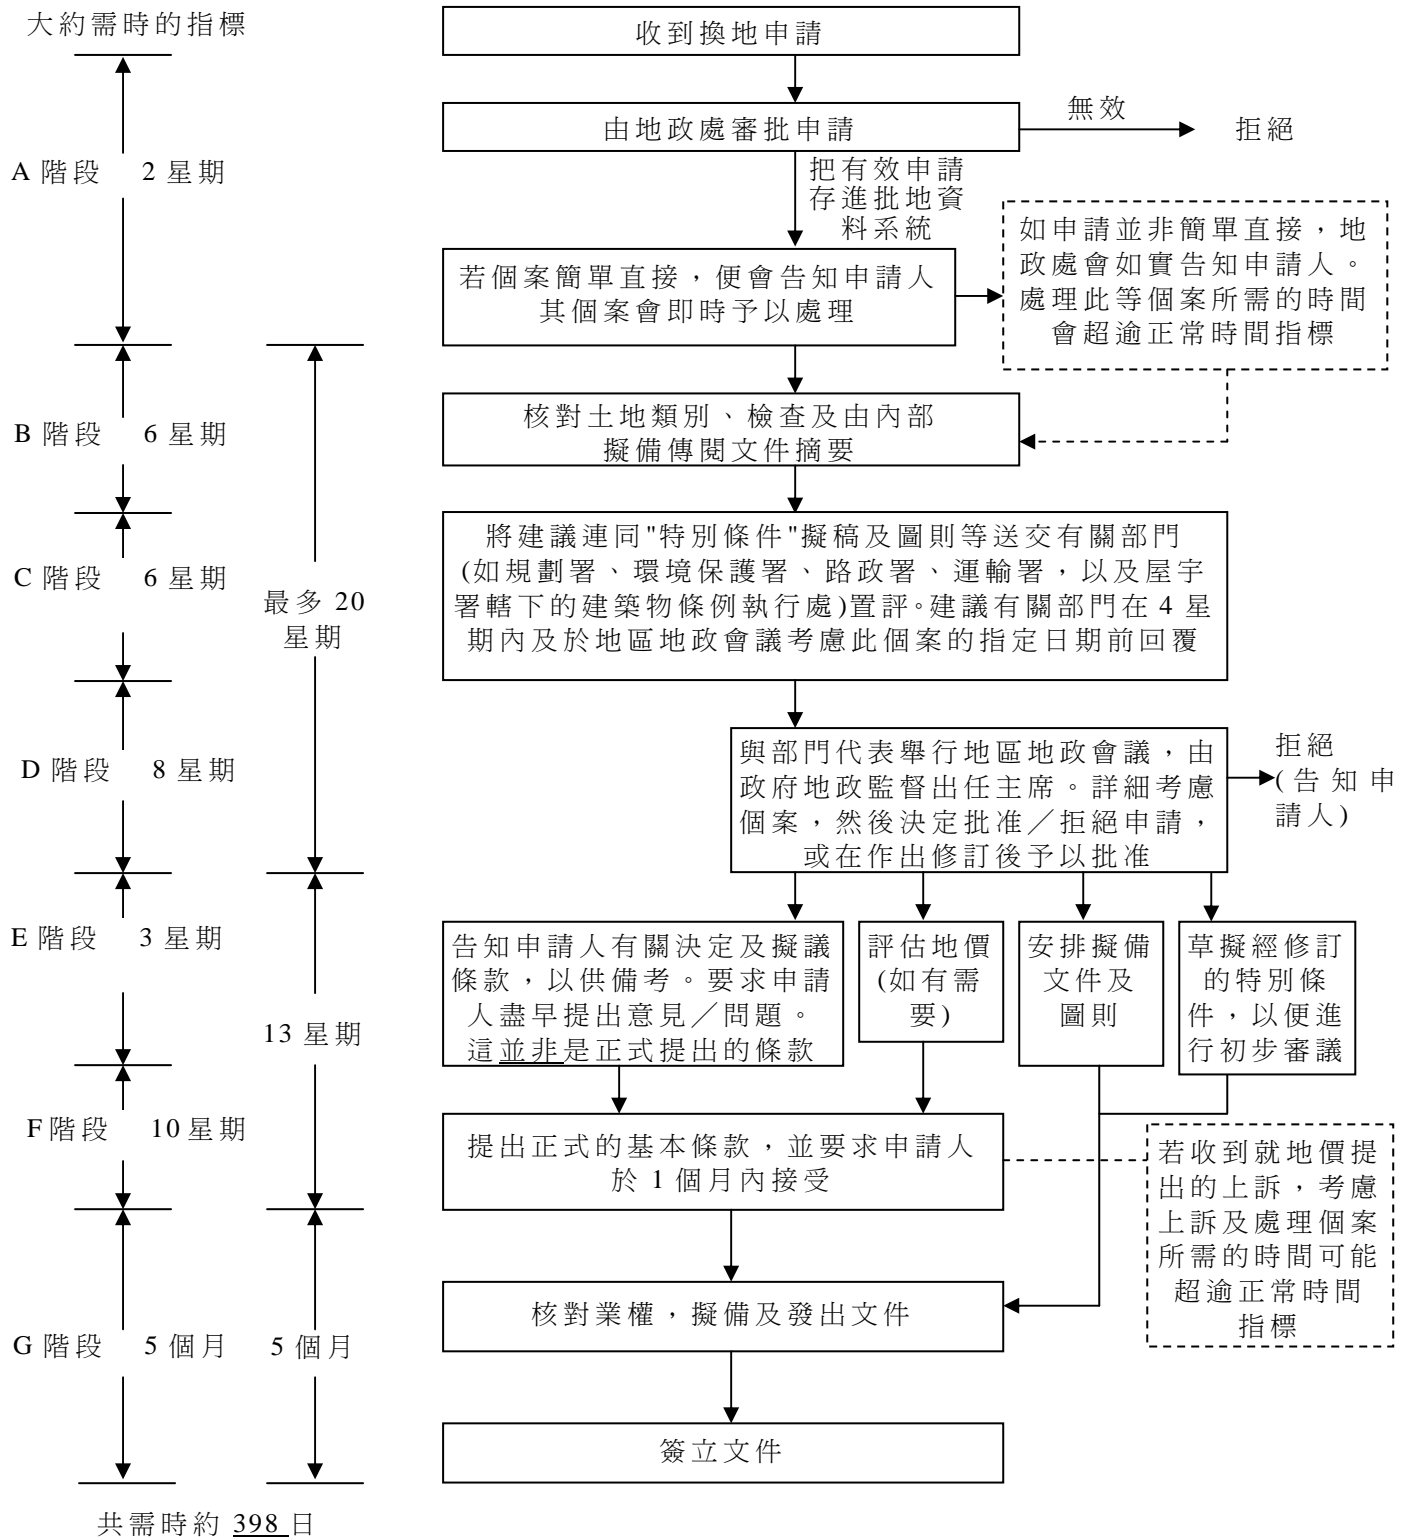 大約需時的指標
收到換地申請
由地政處審批申請
無效
拒絕
A 階段 2 星期
把有效申請
存進批地資
料系統
若個案簡單直接，便會告知申請人
其個案會即時予以處理
如申請並非簡單直接，地
政處會如實告知申請人。
處理此等個案所需的時間
會超逾正常時間指標
B 階段 6 星期
核對土地類別、檢查及由內部
擬備傳閱文件摘要
C 階段 6 星期
最多 20
星期
將建議連同"特別條件"擬稿及圖則等送交有關部門
(如規劃署、環境保護署、路政署、運輸署，以及屋宇
署轄下的建築物條例執行處)置評。建議有關部門在 4 星
期內及於地區地政會議考慮此個案的指定日期前回覆
D 階段 8 星期
與部門代表舉行地區地政會議，由
政府地政監督出任主席。詳細考慮
個案，然後決定批准／拒絕申請，
或在作出修訂後予以批准
拒絕
(告知申
請人)
E 階段 3 星期
13 星期
告知申請人有關決定及擬議
條款，以供備考。要求申請
人盡早提出意見／問題。
這並非是正式提出的條款
評估地價
(如有需
要)
安排擬備
文件及
圖則
草擬經修訂
的特別條
件，以便進
行初步審議
F 階段 10 星期
提出正式的基本條款，並要求申請人
於 1 個月內接受
若收到就地價提
出的上訴，考慮
上訴及處理個案
所需的時間可能
超逾正常時間
指標
G 階段 5 個月
5 個月
核對業權，擬備及發出文件
簽立文件
共需時約 398 日